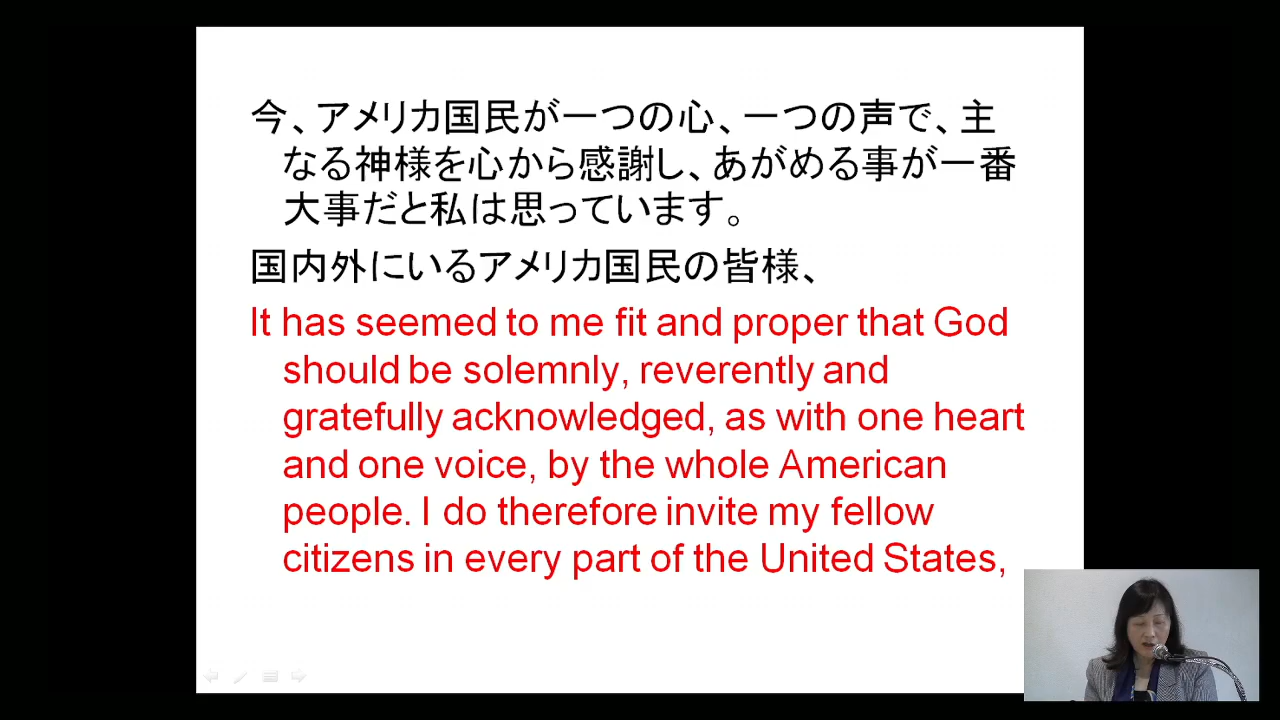 今、アメリカ国民が一つの心、一つの声で、主
なる神様を心から感謝し、あがめる事が一番
大事だと私は思っています。
国内外にいるアメリカ国民の皆様、
It has seemed to me fit and proper that God
should be solemnly, reverently and
gratefully acknowledged, as with one heart
and one voice, by the whole American
people. I do therefore invite my fellow
citizens in every part of the United States,